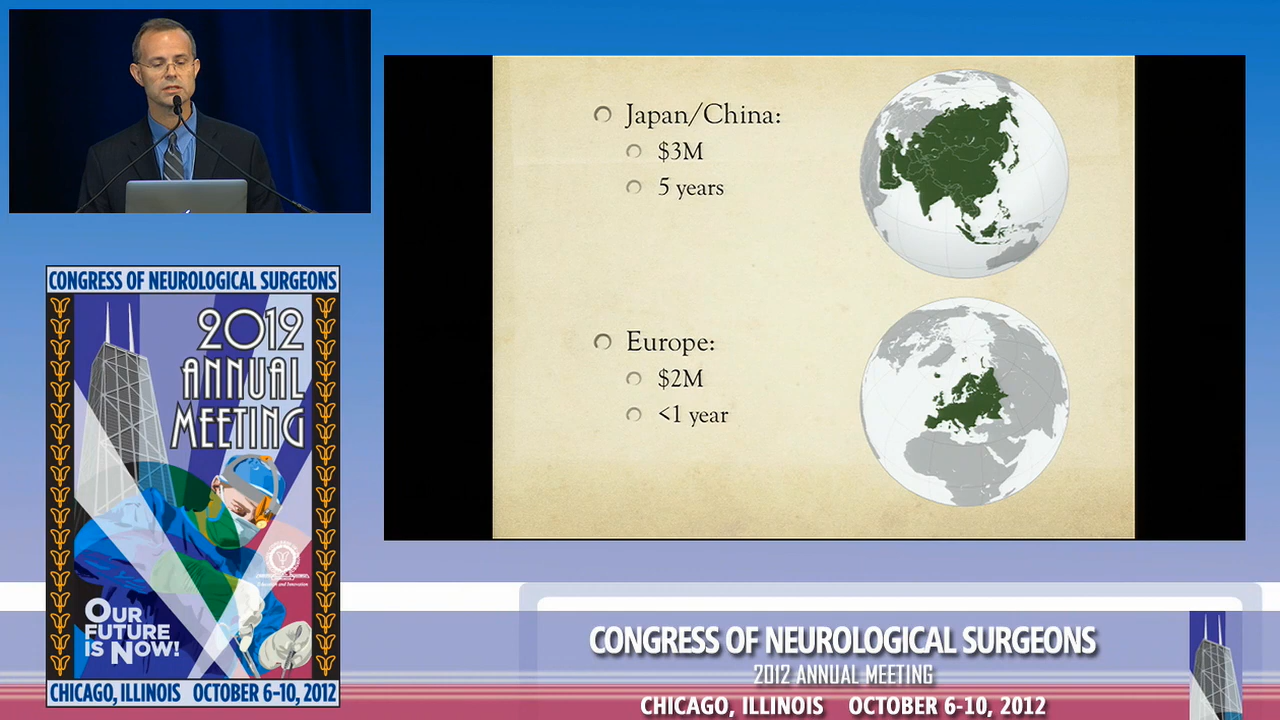 Japan/China:
$3M
5 years
Europe:
$2M
<1 year
CONGRESS OF NEUROLOGICAL SURGEONS
2012
ANNUAL
MEETING
OUR
FUTURE
IS NOW!
CHICAGO, ILLINOIS OCTOBER 6-10, 2012
CONGRESS OF NEUROLOGICAL SURGEONS
2012 ANNUAL MEETING
CHICAGO, ILLINOIS OCTOBER 6-10, 2012